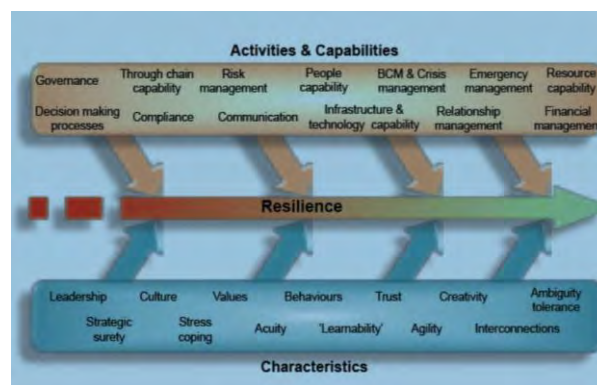 Activities & Capabilities
Governance
Through chain
capability
Risk
management
People
capability
BCM & Crisis
management
Emergency
management
Resource
capability
Decision making
processes
Compliance
Communication
Infrastructure &
technology capability
Relationship
management
Financial
management
Resilience
Leadership
Culture
Values
Behaviours
Trust
Creativity
Ambiguity
tolerance
Strategic
surety
Stress
coping
Acuity
'Learnability'
Agility
Interconnections
Characteristics